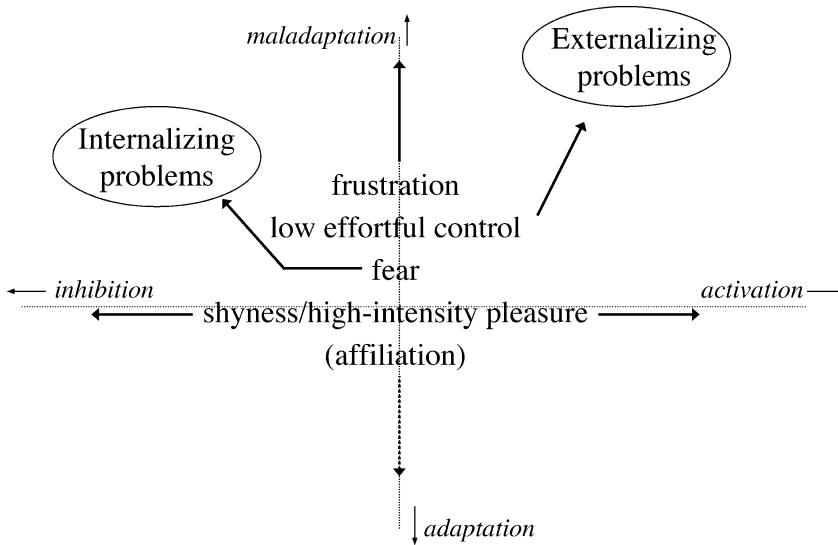 maladaptation
Externalizing
problems
Internalizing
problems
frustration
low effortful control
fear
inhibition
activation
shyness/high-intensity pleasure
(affiliation)
adaptation